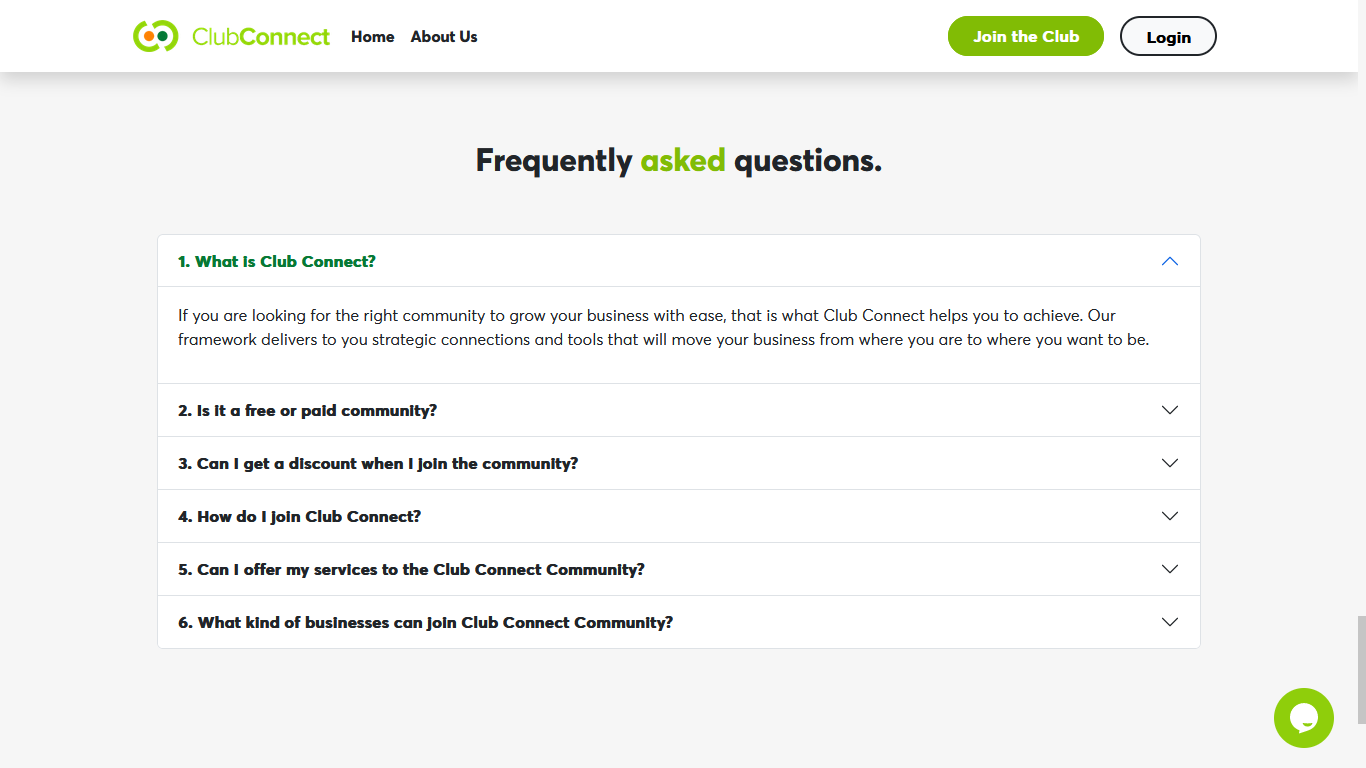 ClubConnect Home About Us Join the Club Login
Frequently asked questions.
1. What is Club Connect?
If you are looking for the right community to grow your business with ease, that is what Club Connect helps you to achieve. Our
framework delivers to you strategic connections and tools that will move your business from where you are to where you want to be.
2. Is it a free or paid community?
3. Can I get a discount when I join the community?
4. How do I join Club Connect?
5. Can I offer my services to the Club Connect Community?
6. What kind of businesses can join Club Connect Community?